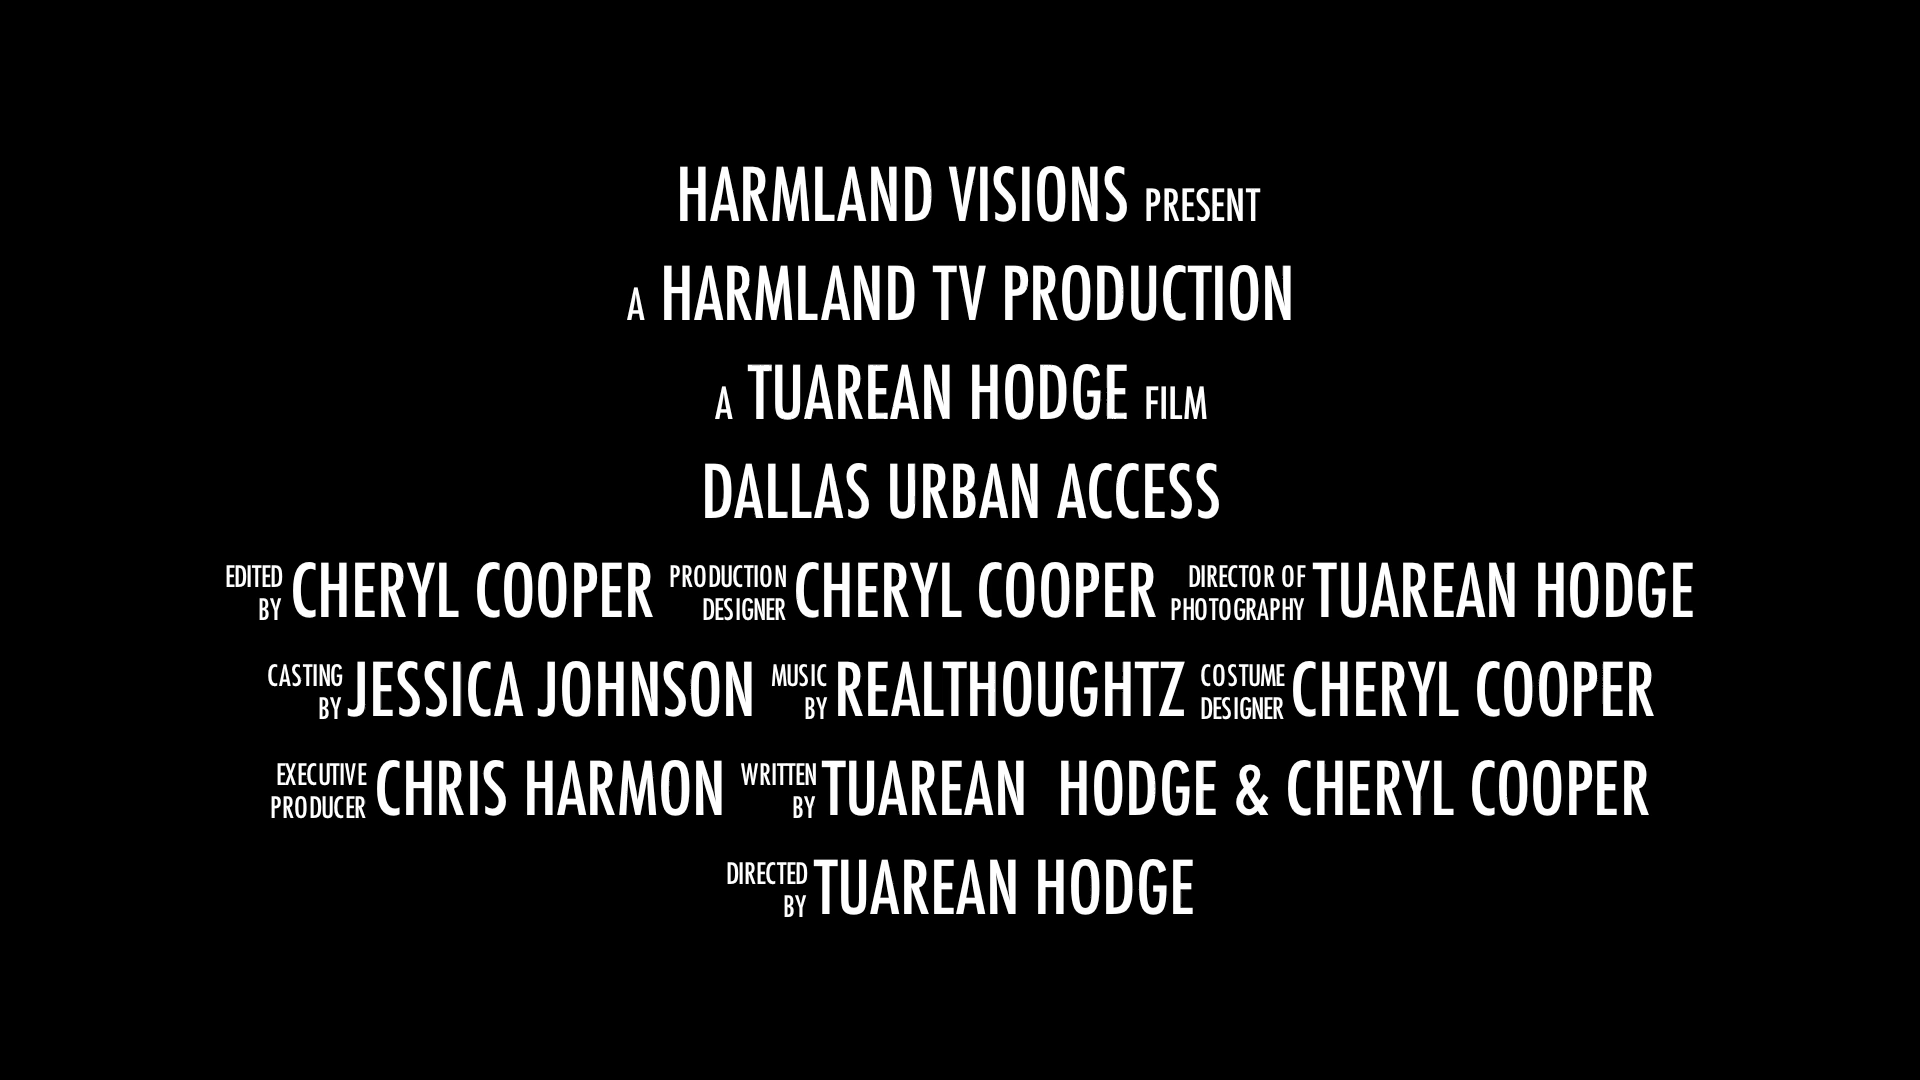 HARMLAND VISIONS PRESENT
A HARMLAND TV PRODUCTION
A TUAREAN HODGE FILM
DALLAS URBAN ACCESS
EDITED BY CHERYL COOPER PRODUCTION DESIGNER CHERYL COOPER DIRECTOR OF PHOTOGRAPHY TUAREAN HODGE
CASTING BY JESSICA JOHNSON MUSIC BY REALTHOUGHTZ COSTUME DESIGNER CHERYL COOPER
EXECUTIVE PRODUCER CHRIS HARMON WRITTEN BY TUAREAN HODGE & CHERYL COOPER
DIRECTED BY TUAREAN HODGE